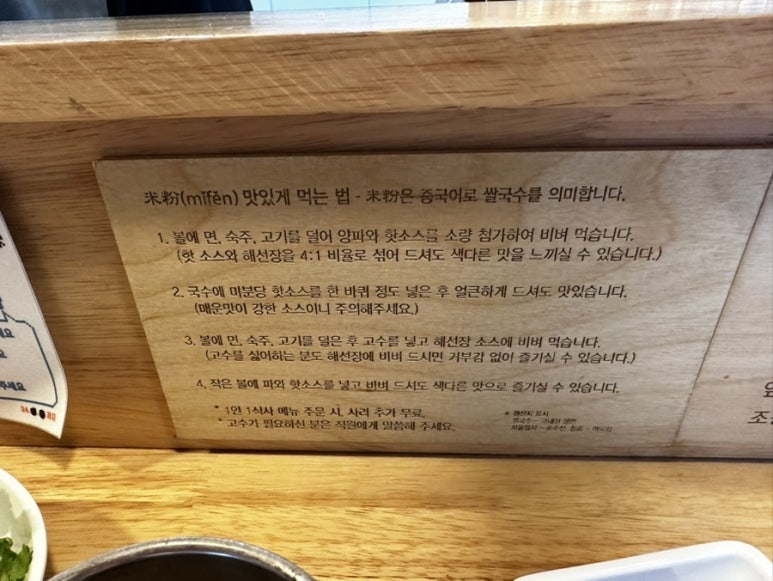 米粉(mǐfěn) 맛있게 먹는 법 - 米粉은 중국어로 쌀국수를 의미합니다.
1. 볼에 면, 숙주, 고기를 덜어 양파와 핫소스를 소량 첨가하여 비벼 먹습니다.
(핫 소스와 해선장을 4:1 비율로 섞어 드셔도 색다른 맛을 느끼실 수 있습니다.)
2. 국수에 미분당 핫소스를 한 바퀴 정도 넣은 후 얼큰하게 드셔도 맛있습니다.
(매운맛이 강한 소스이니 주의해주세요.)
3. 볼에 면, 숙주, 고기를 덜은 후 고수를 넣고 해선장 소스에 비벼 먹습니다.
(고수를 싫어하는 분도 해선장에 비벼 드시면 거부감 없이 즐기실 수 있습니다.)
4. 작은 볼에 파와 핫소스를 넣고 비벼 드셔도 색다른 맛으로 즐기실 수 있습니다.
* 1인 1식사 메뉴 주문 시, 사리 추가 무료.
* 고수가 필요하신 분은 직원에게 말씀해 주세요.
* 원산지 표시